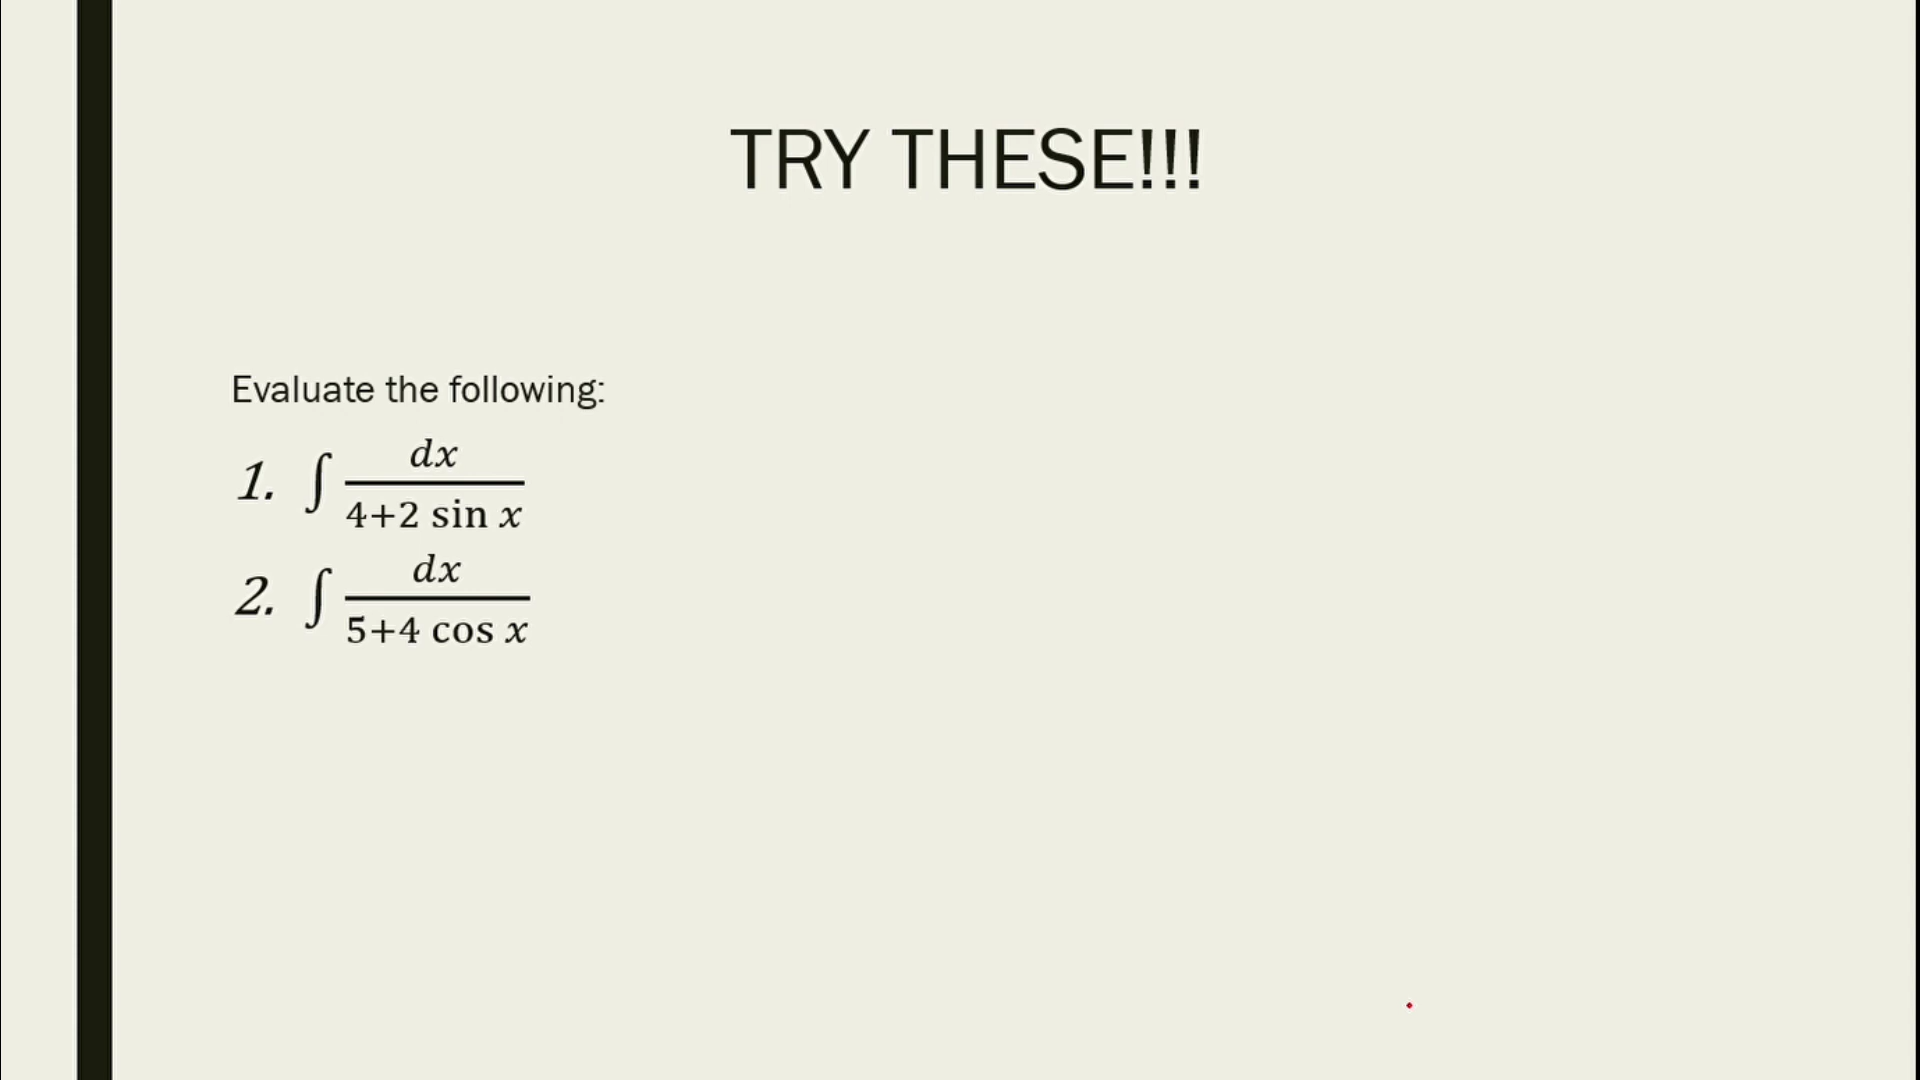 TRY THESE!!!
Evaluate the following:
1. ∫ dx / 4+2 sin x
2. ∫ dx / 5+4 cos x